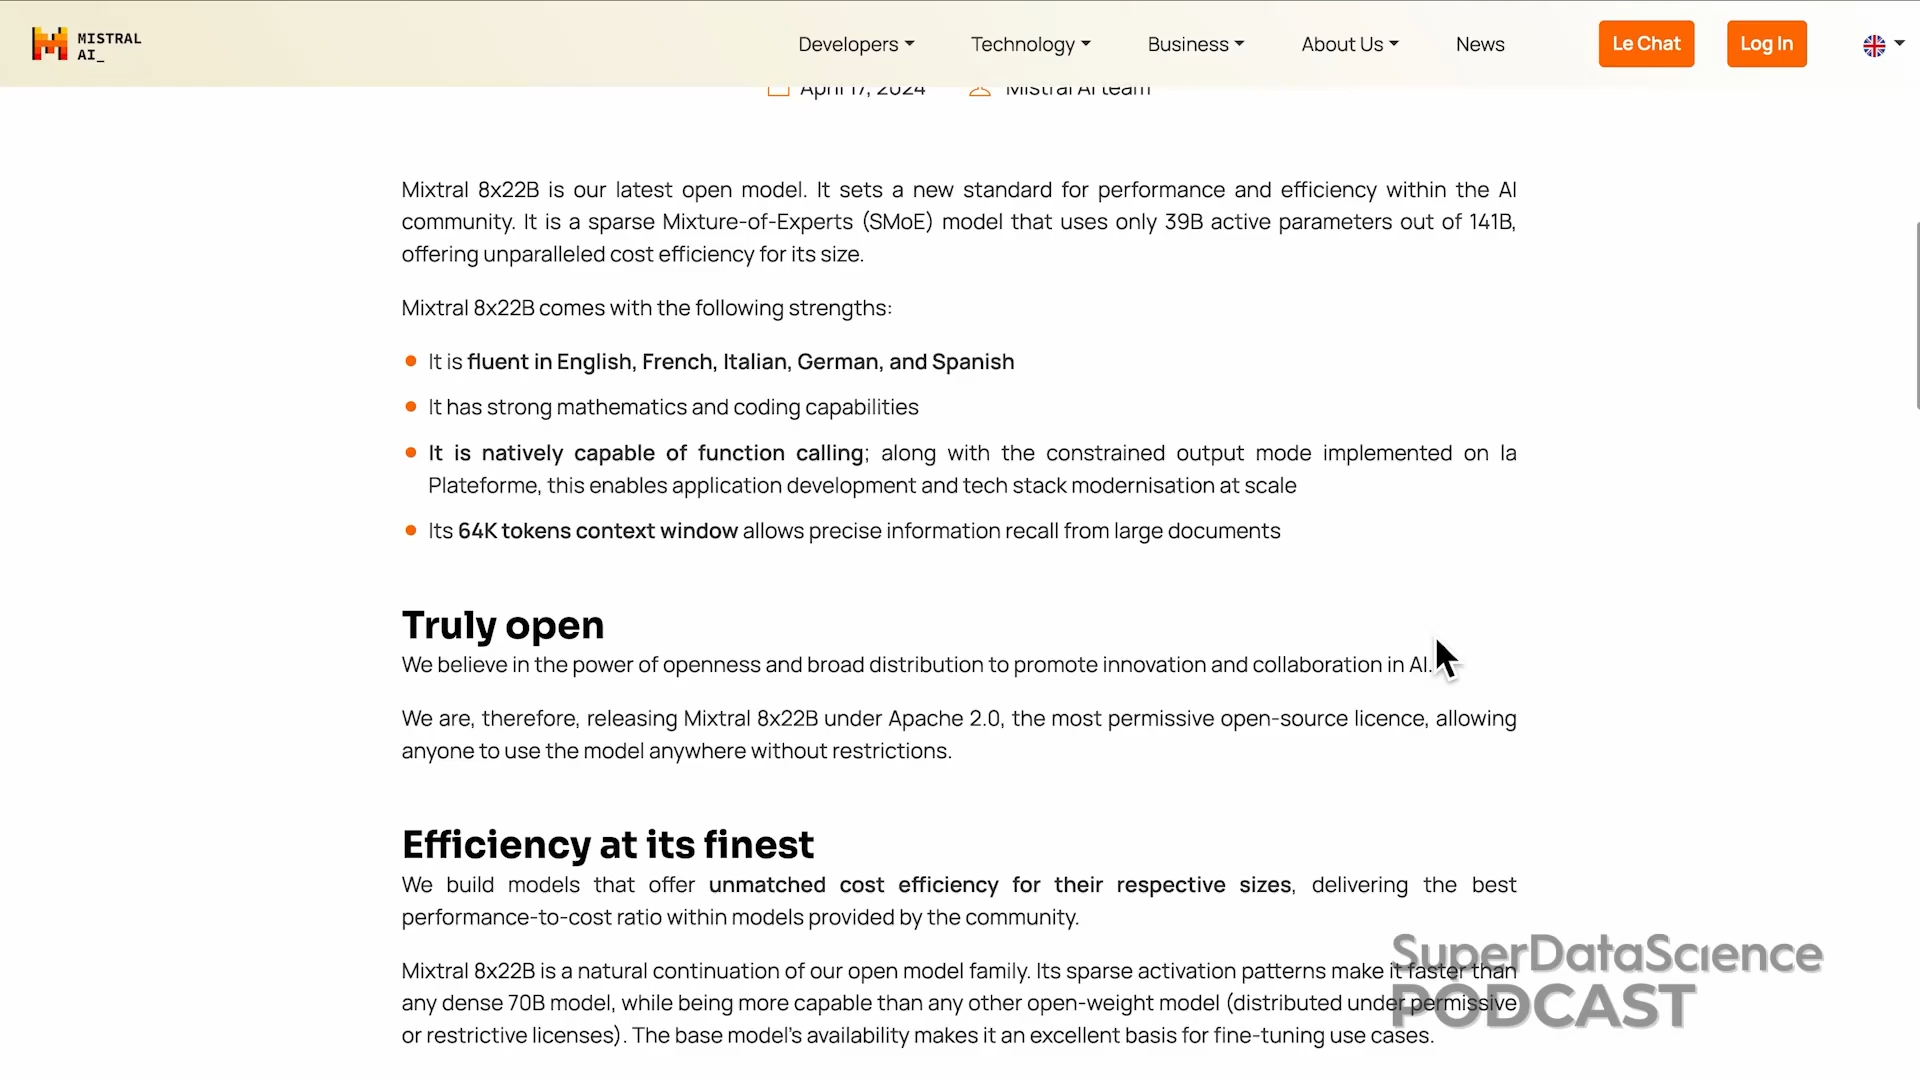 MISTRAL
AI_
Developers
Technology
Business
About Us
News
Le Chat
Log In
April 17, 2024
Mistral AI team
Mixtral 8x22B is our latest open model. It sets a new standard for performance and efficiency within the AI
community. It is a sparse Mixture-of-Experts (SMoE) model that uses only 39B active parameters out of 141B,
offering unparalleled cost efficiency for its size.
Mixtral 8x22B comes with the following strengths:
It is fluent in English, French, Italian, German, and Spanish
It has strong mathematics and coding capabilities
It is natively capable of function calling; along with the constrained output mode implemented on la
Plateforme, this enables application development and tech stack modernisation at scale
Its 64K tokens context window allows precise information recall from large documents
Truly open
We believe in the power of openness and broad distribution to promote innovation and collaboration in AI.
We are, therefore, releasing Mixtral 8x22B under Apache 2.0, the most permissive open-source licence, allowing
anyone to use the model anywhere without restrictions.
Efficiency at its finest
We build models that offer unmatched cost efficiency for their respective sizes, delivering the best
performance-to-cost ratio within models provided by the community.
Mixtral 8x22B is a natural continuation of our open model family. Its sparse activation patterns make it faster than
any dense 70B model, while being more capable than any other open-weight model (distributed under permissive
or restrictive licenses). The base model's availability makes it an excellent basis for fine-tuning use cases.
SuperDataScience
PODCAST